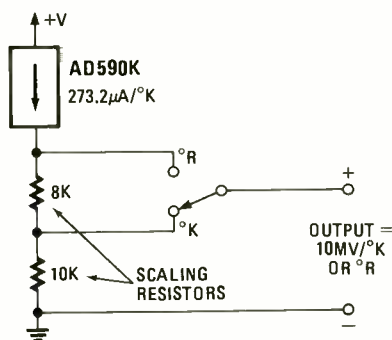 +V
AD590K
273.2µA/°K
°R
8K
°K
10K
SCALING
RESISTORS
+
OUTPUT =
10MV/°K
OR °R
−